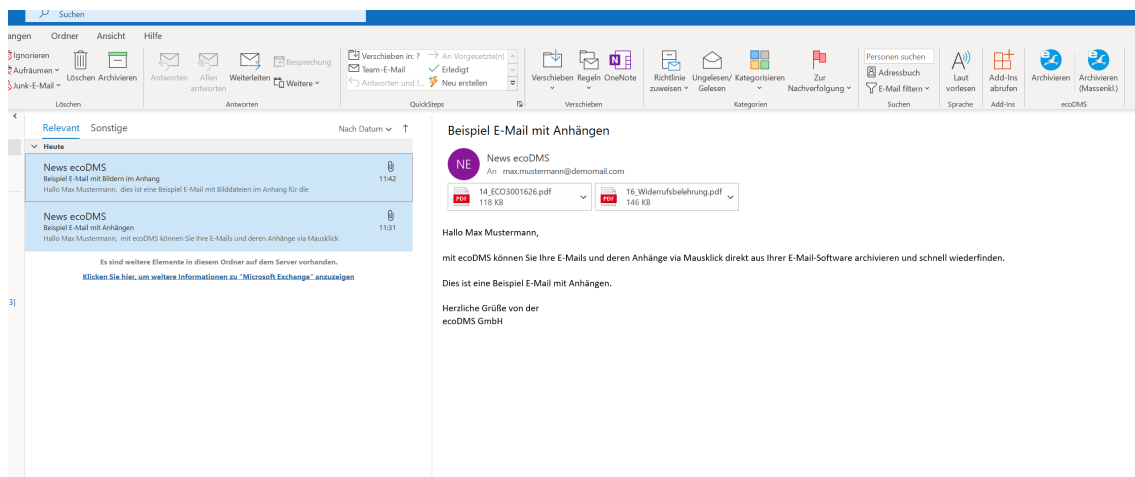 Suchen
angen Ordner Ansicht Hilfe
Ignorieren
Aufräumen
Junk-E-Mail
Löschen Archivieren
Löschen
Antworten
Allen antworten
Weiterleiten
Besprechung
Weitere
Antworten
Verschieben in: ?
Team-E-Mail
Antworten und l...
An Vorgesetzte(n)
Erledigt
Neu erstellen
QuickSteps
Verschieben Regeln OneNote
Verschieben
Richtlinie zuweisen
Ungelesen/ Gelesen
Kategorisieren
Zur Nachverfolgung
Kategorien
Personen suchen
Adressbuch
E-Mail filtern
Suchen
Laut vorlesen
Sprache
Add-Ins abrufen
Add-Ins
Archivieren
Archivieren (Massenkl.)
ecoDMS
Relevant Sonstige Nach Datum
Heute
News ecoDMS
Beispiel E-Mail mit Bildern im Anhang 11:42
Hallo Max Mustermann, dies ist eine Beispiel E-Mail mit Bilddateien im Anhang für die
News ecoDMS
Beispiel E-Mail mit Anhängen 11:31
Hallo Max Mustermann, mit ecoDMS können Sie Ihre E-Mails und deren Anhänge via Mausklick
Es sind weitere Elemente in diesem Ordner auf dem Server vorhanden.
Klicken Sie hier, um weitere Informationen zu "Microsoft Exchange" anzuzeigen
3]
Beispiel E-Mail mit Anhängen
NE
News ecoDMS
An max.mustermann@demomail.com
PDF
14_ECO3001626.pdf
118 KB
PDF
16_Widerrufsbelehrung.pdf
146 KB
Hallo Max Mustermann,
mit ecoDMS können Sie Ihre E-Mails und deren Anhänge via Mausklick direkt aus Ihrer E-Mail-Software archivieren und schnell wiederfinden.
Dies ist eine Beispiel E-Mail mit Anhängen.
Herzliche Grüße von der
ecoDMS GmbH